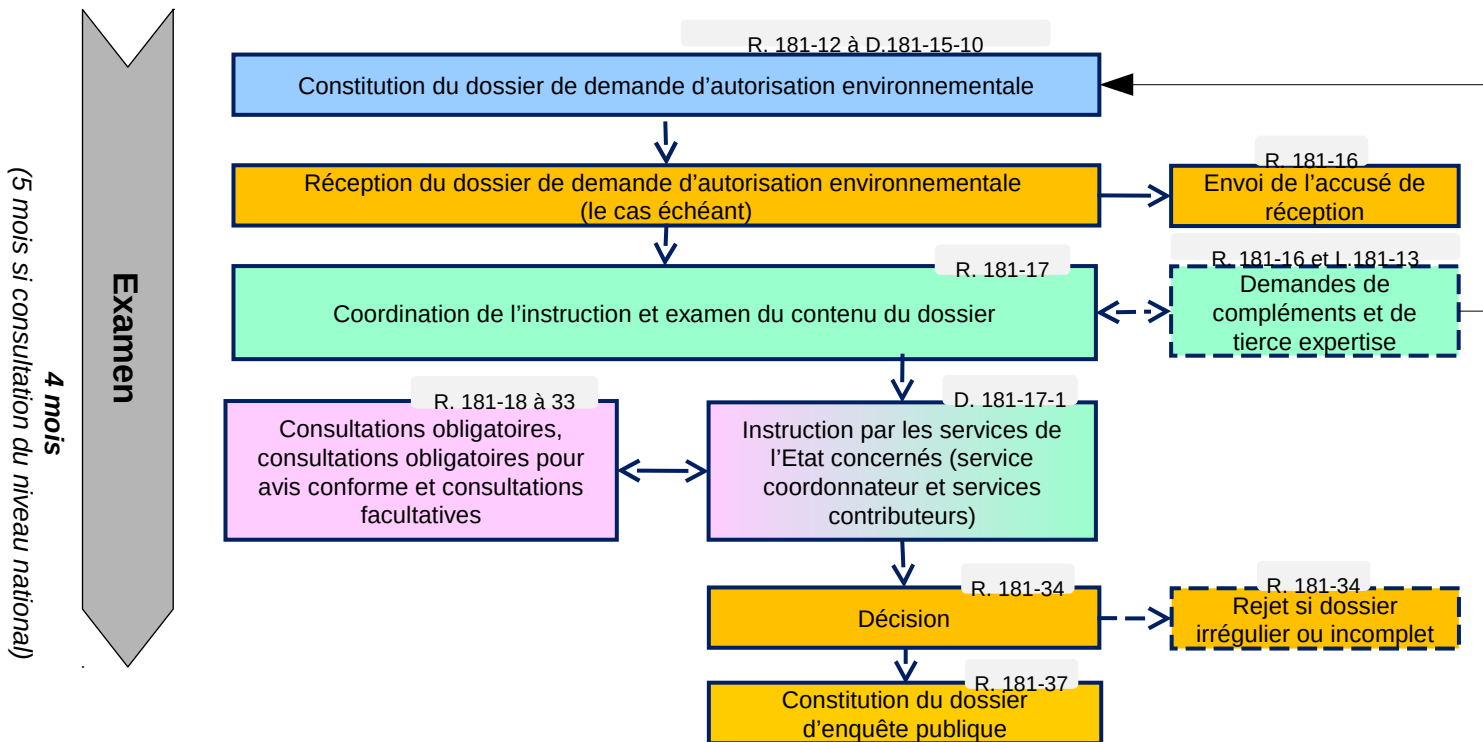 R. 181-12 à D.181-15-10
Constitution du dossier de demande d'autorisation environnementale
R. 181-16
Réception du dossier de demande d'autorisation environnementale
(le cas échéant)
Envoi de l'accusé de
réception
R. 181-17
Coordination de l'instruction et examen du contenu du dossier
R. 181-16 et L.181-13
Demandes de
compléments et de
tierce expertise
Examen
4 mois
(5 mois si consultation du niveau national)
R. 181-18 à 33
Consultations obligatoires,
consultations obligatoires pour
avis conforme et consultations
facultatives
D. 181-17-1
Instruction par les services de
l'Etat concernés (service
coordonnateur et services
contributeurs)
R. 181-34
Décision
R. 181-34
Rejet si dossier
irrégulier ou incomplet
R. 181-37
Constitution du dossier
d'enquête publique